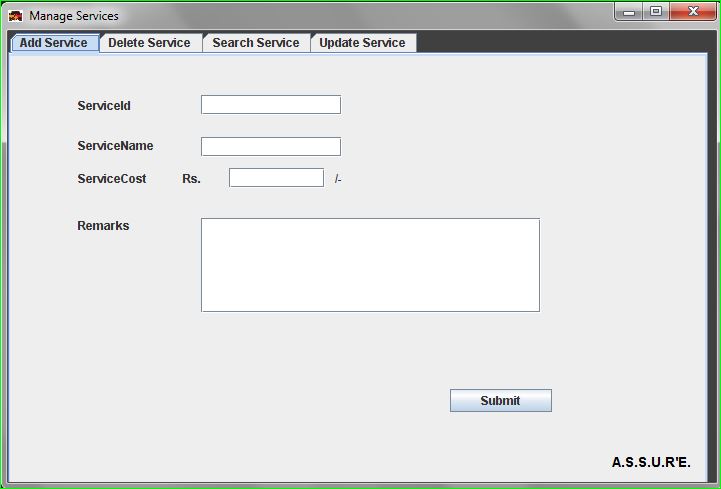 Manage Services
Add Service Delete Service Search Service Update Service
ServiceId
ServiceName
ServiceCost Rs. /-
Remarks
Submit
A.S.S.U.R'E.